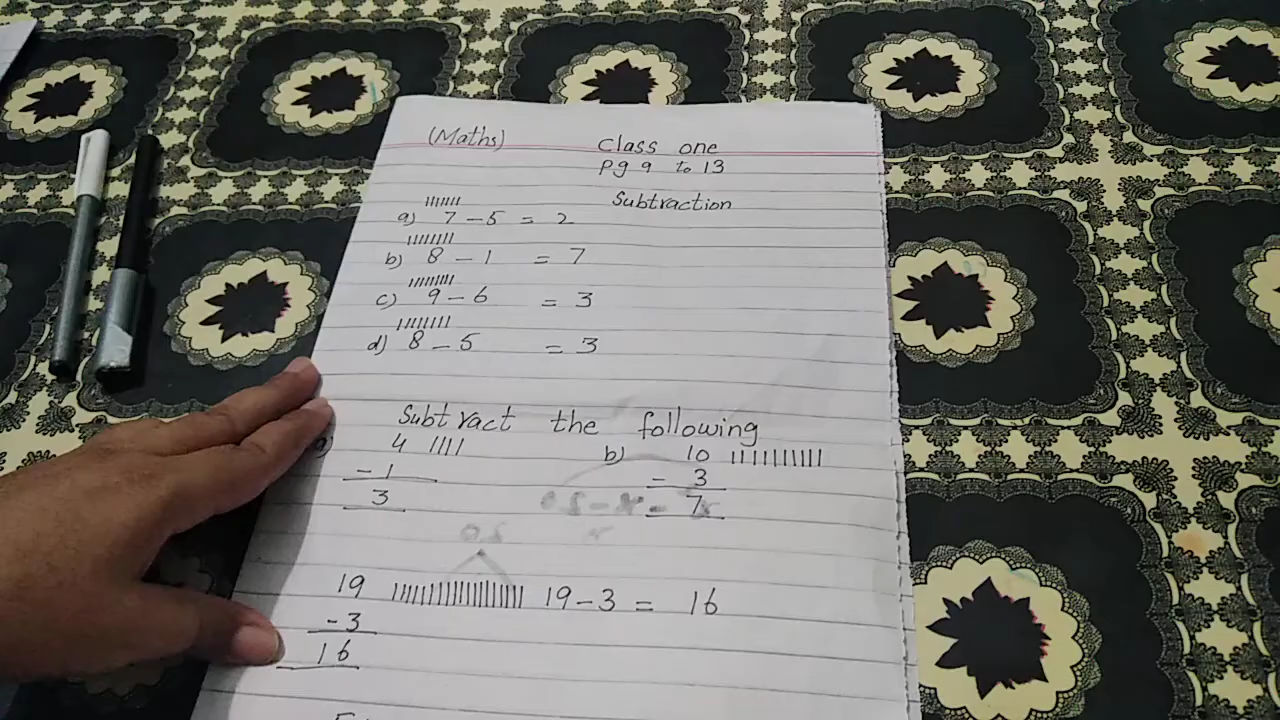 (Maths) Class one
Pg 9 to 13
Subtraction
a) 7 - 5 = 2
b) 8 - 1 = 7
c) 9 - 6 = 3
d) 8 - 5 = 3
Subtract the following
a) 4 b) 10
- 1 - 3
3 7
19 19-3 = 16
- 3
16